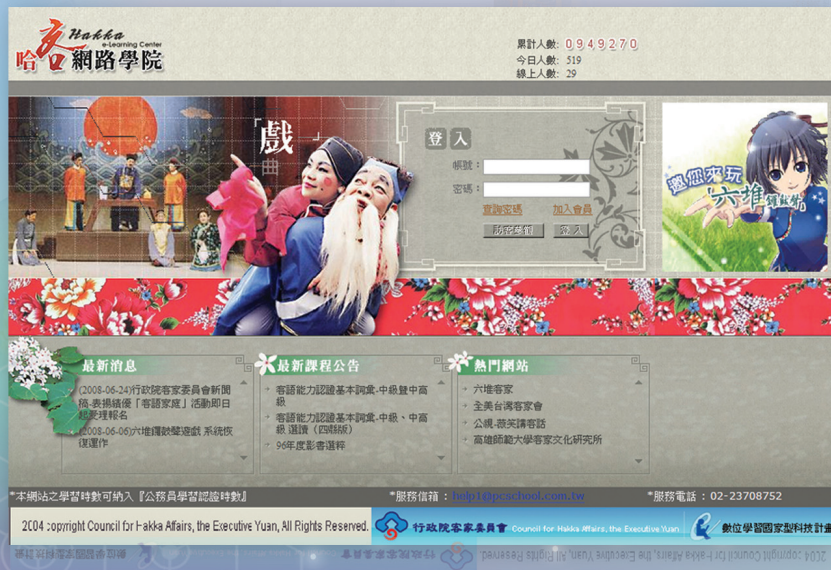 Hakka
e-Learning Center
哈客網路學院
累計人數: 0949270
今日人數: 519
線上人數: 29
「戲
曲」
登入
帳號：
密碼：
查詢密碼 加入會員
訪客參觀 登入
邀您來玩
「六堆鑼鼓聲」
最新消息
(2008-06-24)行政院客家委員會新聞
稿-表揚績優「客語家庭」活動即日
起受理報名
(2008-06-06)六堆鑼鼓聲遊戲 系統恢
復運作
最新課程公告
客語能力認證基本詞彙-中級暨中高
級
客語能力認證基本詞彙-中級、中高
級 選讀（四縣版）
96年度影音選粹
熱門網站
六堆客家
全美台灣客家會
公視-薇笑講客話
高雄師範大學客家文化研究所
*本網站之學習時數可納入『公務員學習認證時數』
*服務信箱：help1@pcschool.com.tw
*服務電話：02-23708752
2004 copyright Council for Hakka Affairs, the Executive Yuan, All Rights Reserved.
行政院客家委員會 Council for Hakka Affairs, the Executive Yuan
數位學習國家型科技計畫